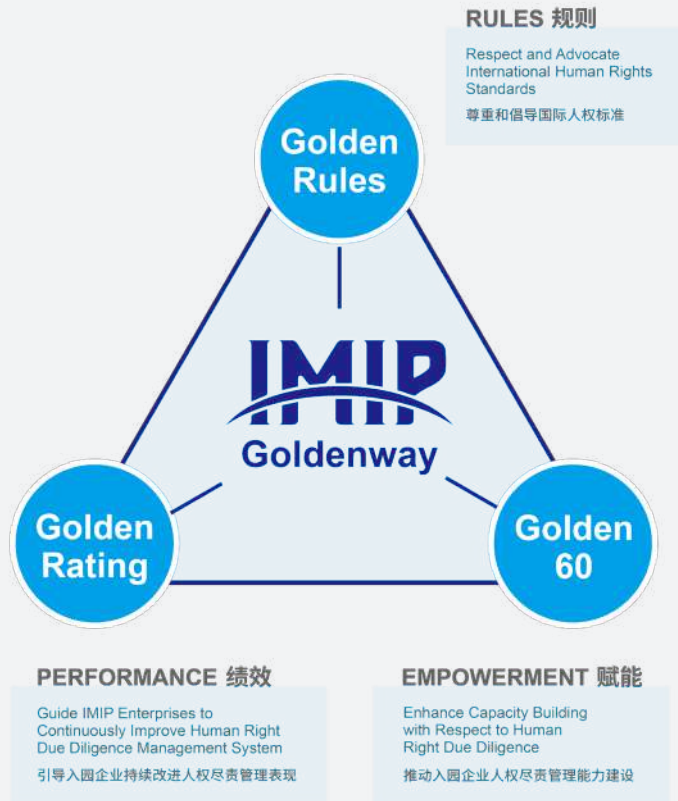 RULES 规则
Respect and Advocate
International Human Rights
Standards
尊重和倡导国际人权标准
Golden
Rules
IMIP
Goldenway
Golden
Rating
Golden
60
PERFORMANCE 绩效
Guide IMIP Enterprises to
Continuously Improve Human Right
Due Diligence Management System
引导入园企业持续改进人权尽责管理表现
EMPOWERMENT 赋能
Enhance Capacity Building
with Respect to Human
Right Due Diligence
推动入园企业人权尽责管理能力建设